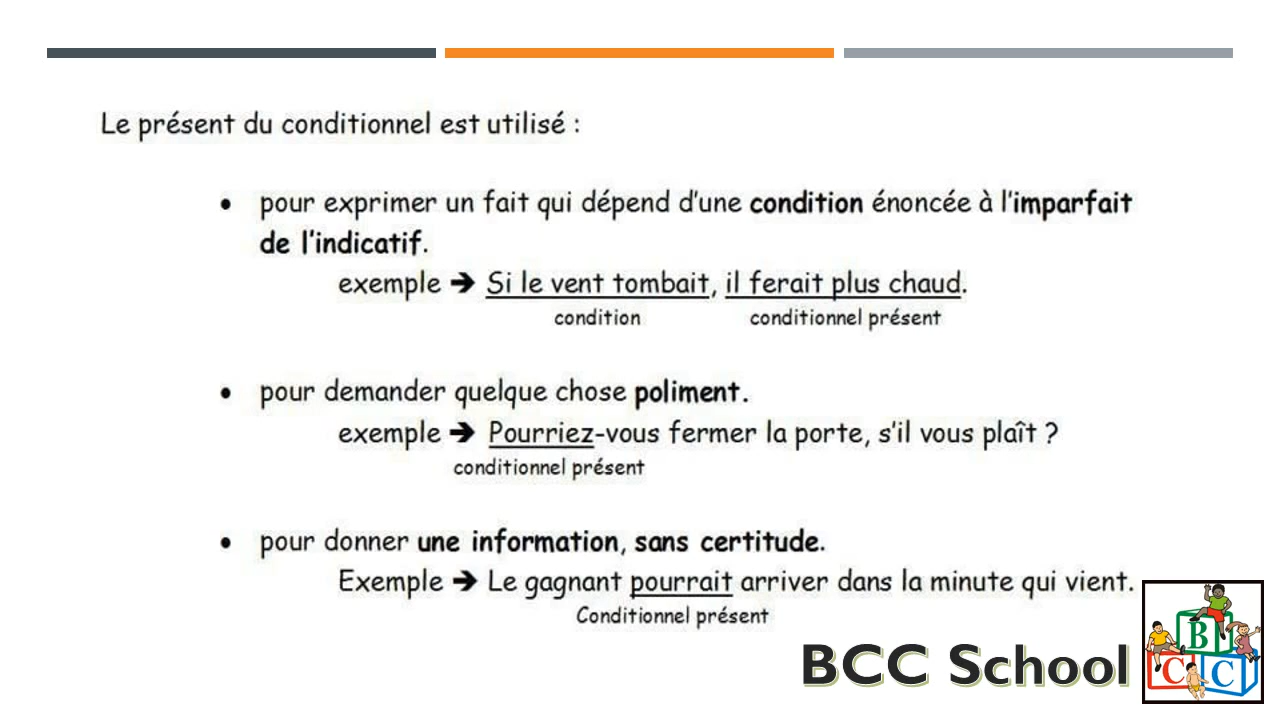 Le présent du conditionnel est utilisé :
• pour exprimer un fait qui dépend d'une condition énoncée à l'imparfait
de l'indicatif.
exemple ➔ Si le vent tombait, il ferait plus chaud.
condition conditionnel présent
• pour demander quelque chose poliment.
exemple ➔ Pourriez-vous fermer la porte, s'il vous plaît ?
conditionnel présent
• pour donner une information, sans certitude.
Exemple ➔ Le gagnant pourrait arriver dans la minute qui vient.
Conditionnel présent
BCC School
B
C C